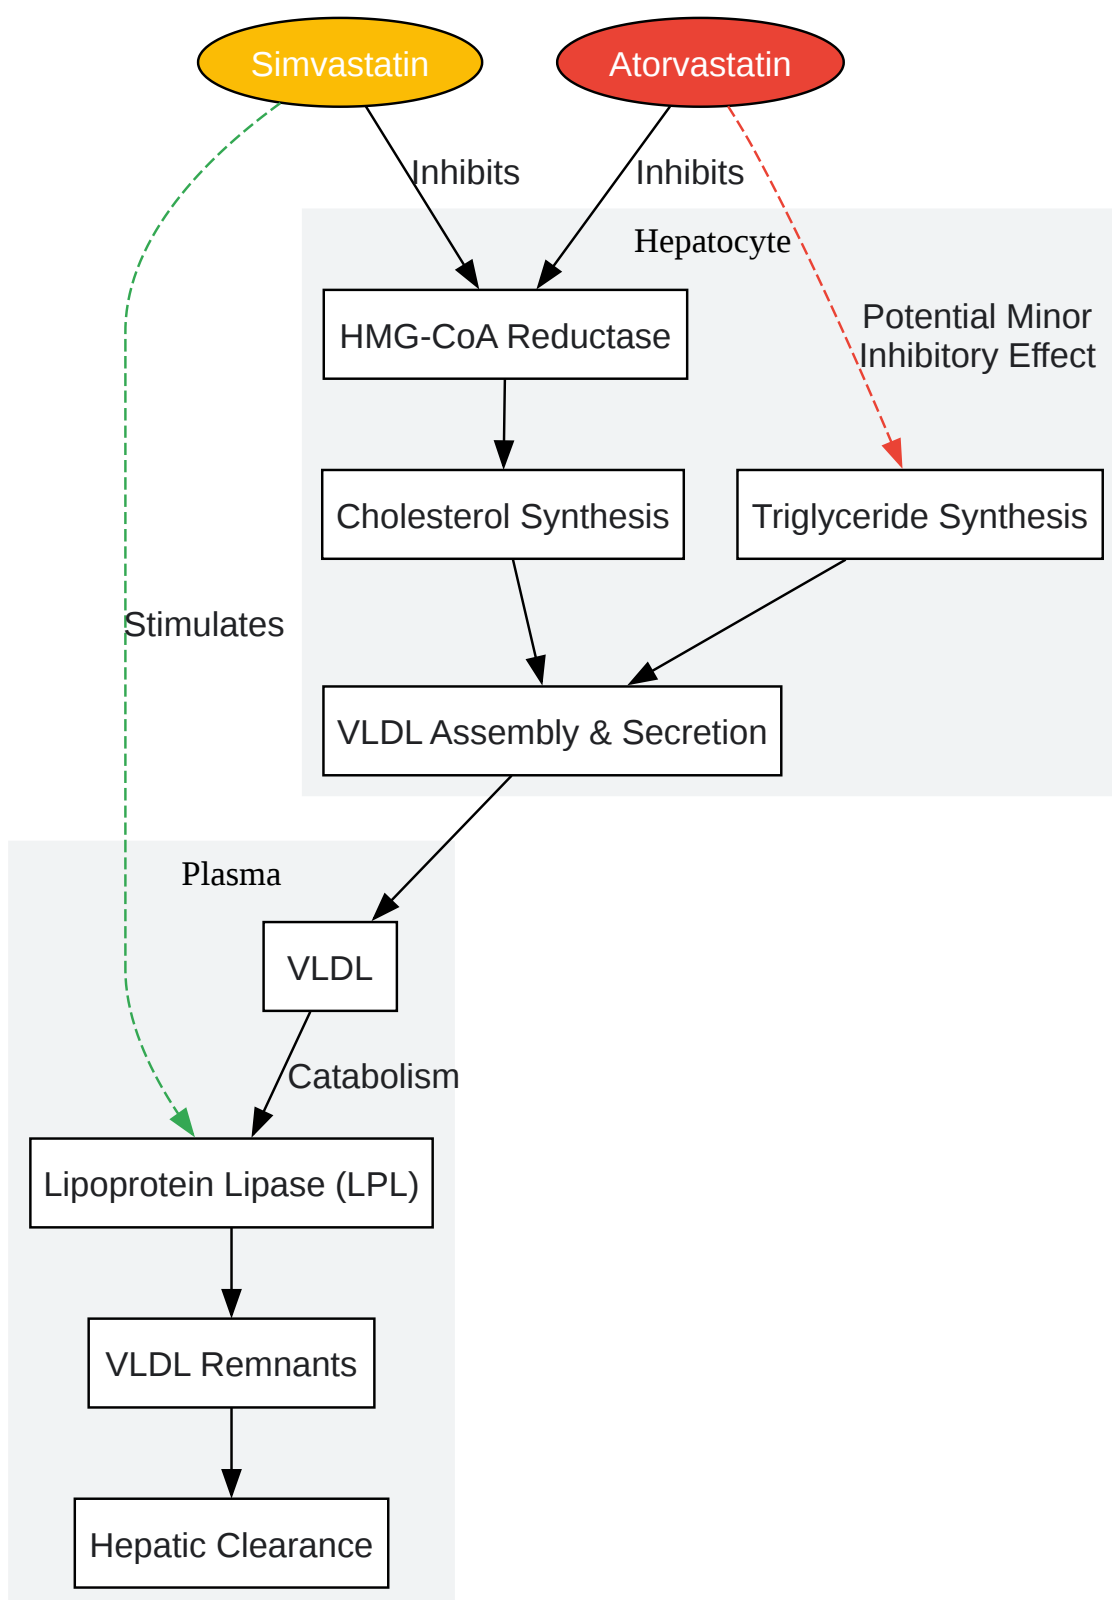 Simvastatin
Atorvastatin
Inhibits
Inhibits
Hepatocyte
Potential Minor
Inhibitory Effect
HMG-CoA Reductase
Cholesterol Synthesis
Triglyceride Synthesis
Stimulates
VLDL Assembly & Secretion
Plasma
VLDL
Catabolism
Lipoprotein Lipase (LPL)
VLDL Remnants
Hepatic Clearance